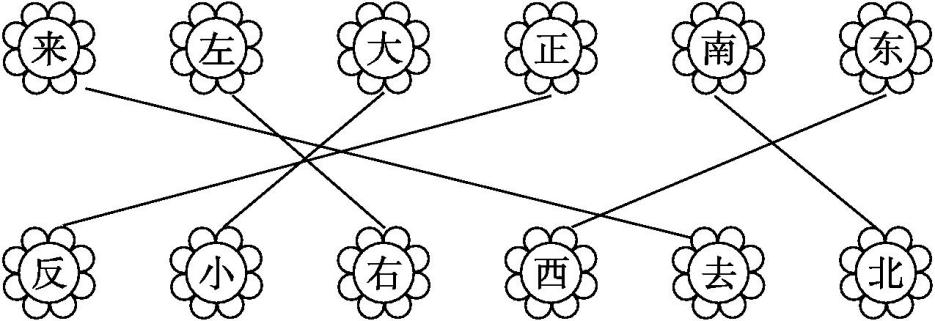 来 左 大 正 南 东
反 小 右 西 去 北